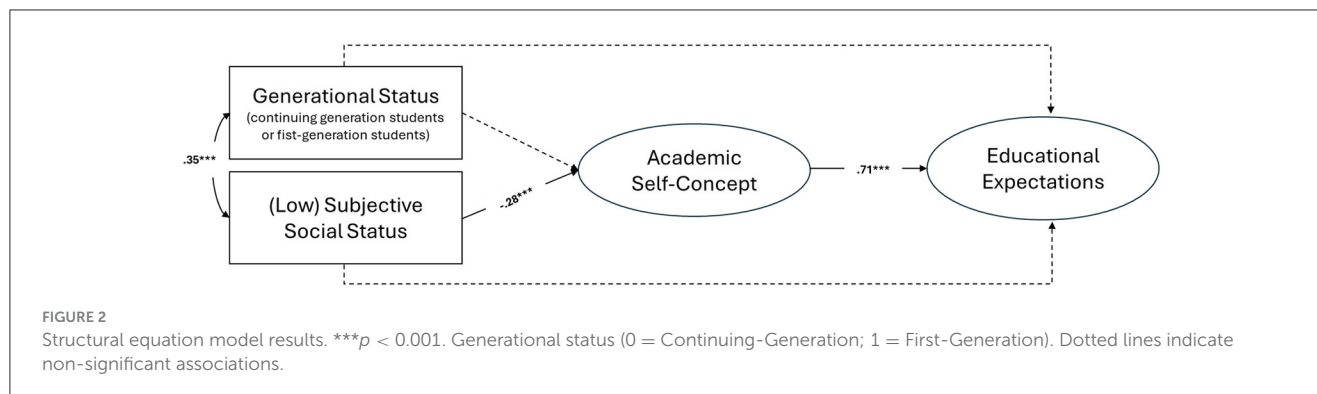 Generational Status
(continuing generation students
or fist-generation students)
.35***
(Low) Subjective
Social Status
-.28***
Academic
Self-Concept
.71***
Educational
Expectations
FIGURE 2
Structural equation model results. ***p < 0.001. Generational status (0 = Continuing-Generation; 1 = First-Generation). Dotted lines indicate
non-significant associations.